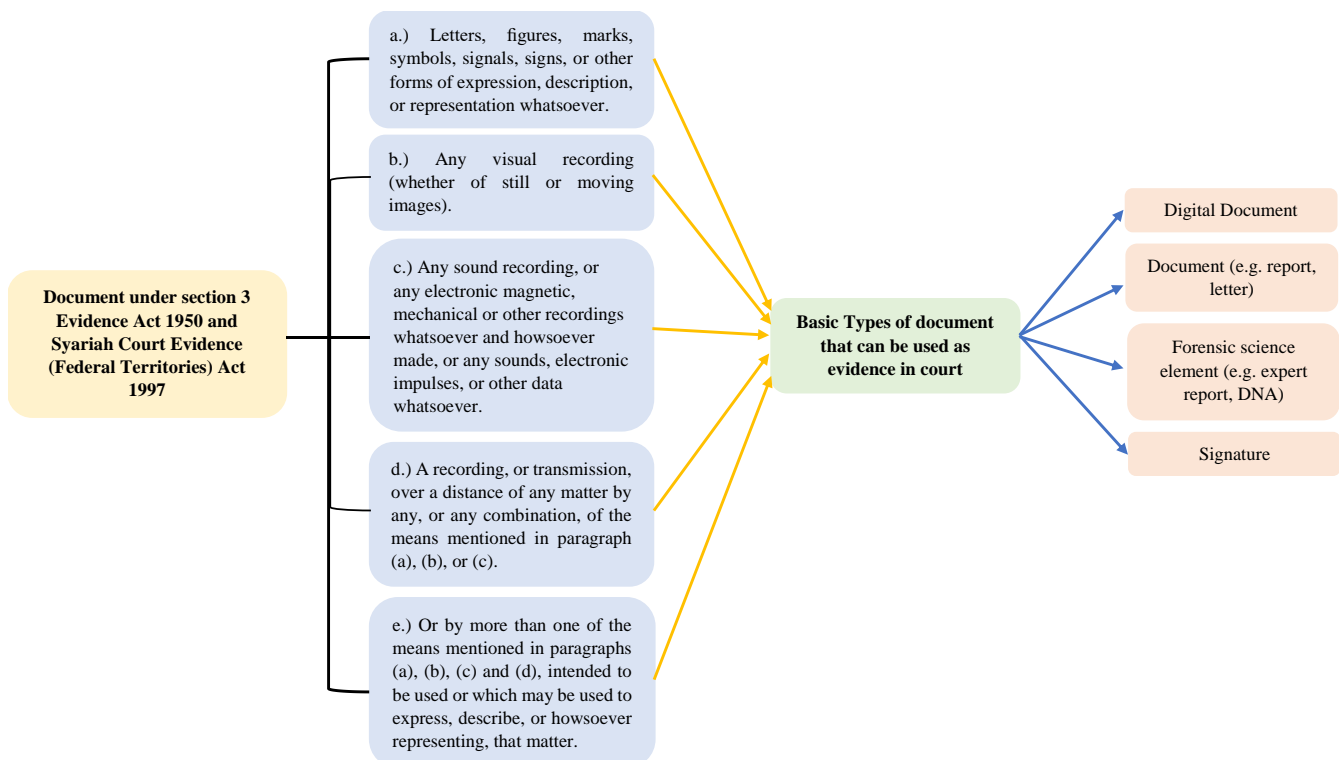 Document under section 3
Evidence Act 1950 and
Syariah Court Evidence
(Federal Territories) Act
1997
a.) Letters, figures, marks,
symbols, signals, signs, or other
forms of expression, description,
or representation whatsoever.
b.) Any visual recording
(whether of still or moving
images).
c.) Any sound recording, or
any electronic magnetic,
mechanical or other recordings
whatsoever and howsoever
made, or any sounds, electronic
impulses, or other data
whatsoever.
d.) A recording, or transmission,
over a distance of any matter by
any, or any combination, of the
means mentioned in paragraph
(a), (b), or (c).
e.) Or by more than one of the
means mentioned in paragraphs
(a), (b), (c) and (d), intended to
be used or which may be used to
express, describe, or howsoever
representing, that matter.
Basic Types of document
that can be used as
evidence in court
Digital Document
Document (e.g. report,
letter)
Forensic science
element (e.g. expert
report, DNA)
Signature